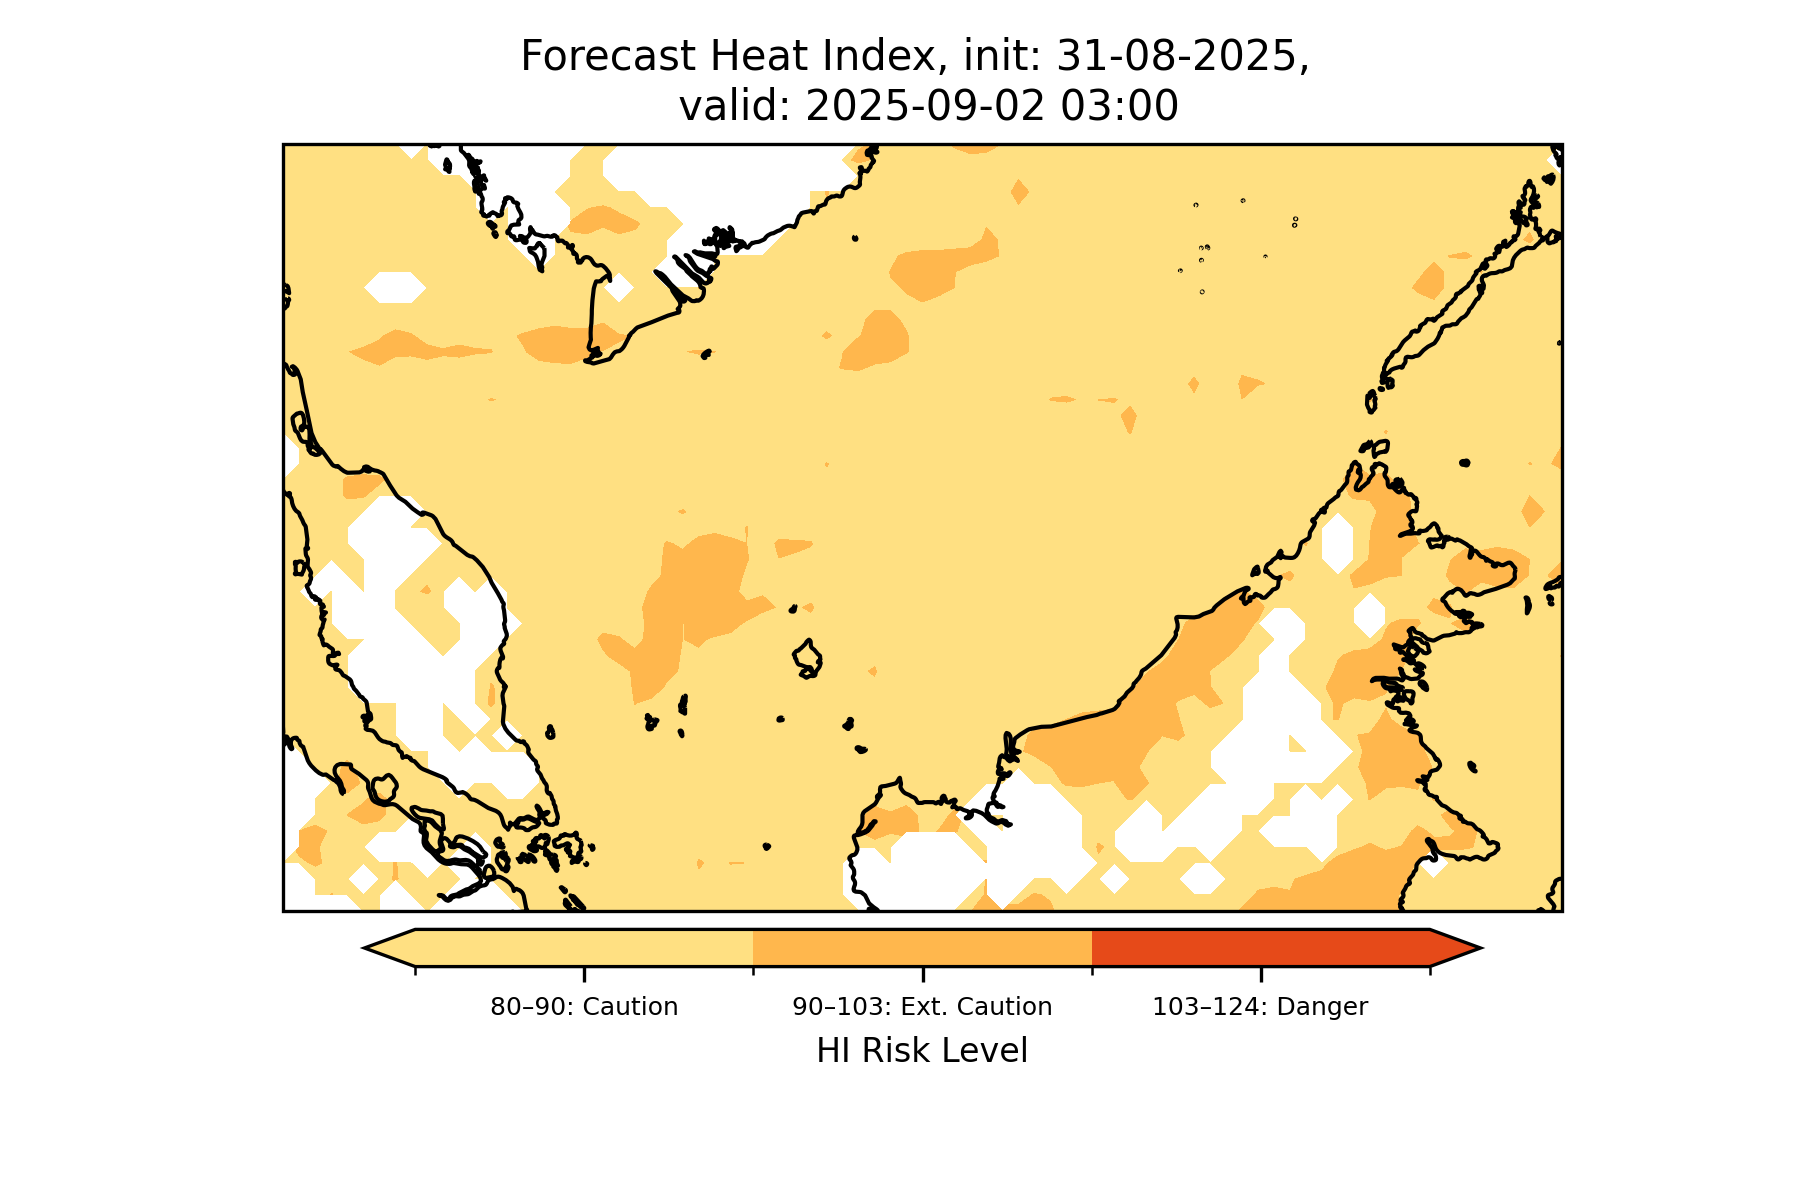 Forecast Heat Index, init: 31-08-2025,
valid: 2025-09-02 03:00
80–90: Caution
90–103: Ext. Caution
103–124: Danger
HI Risk Level